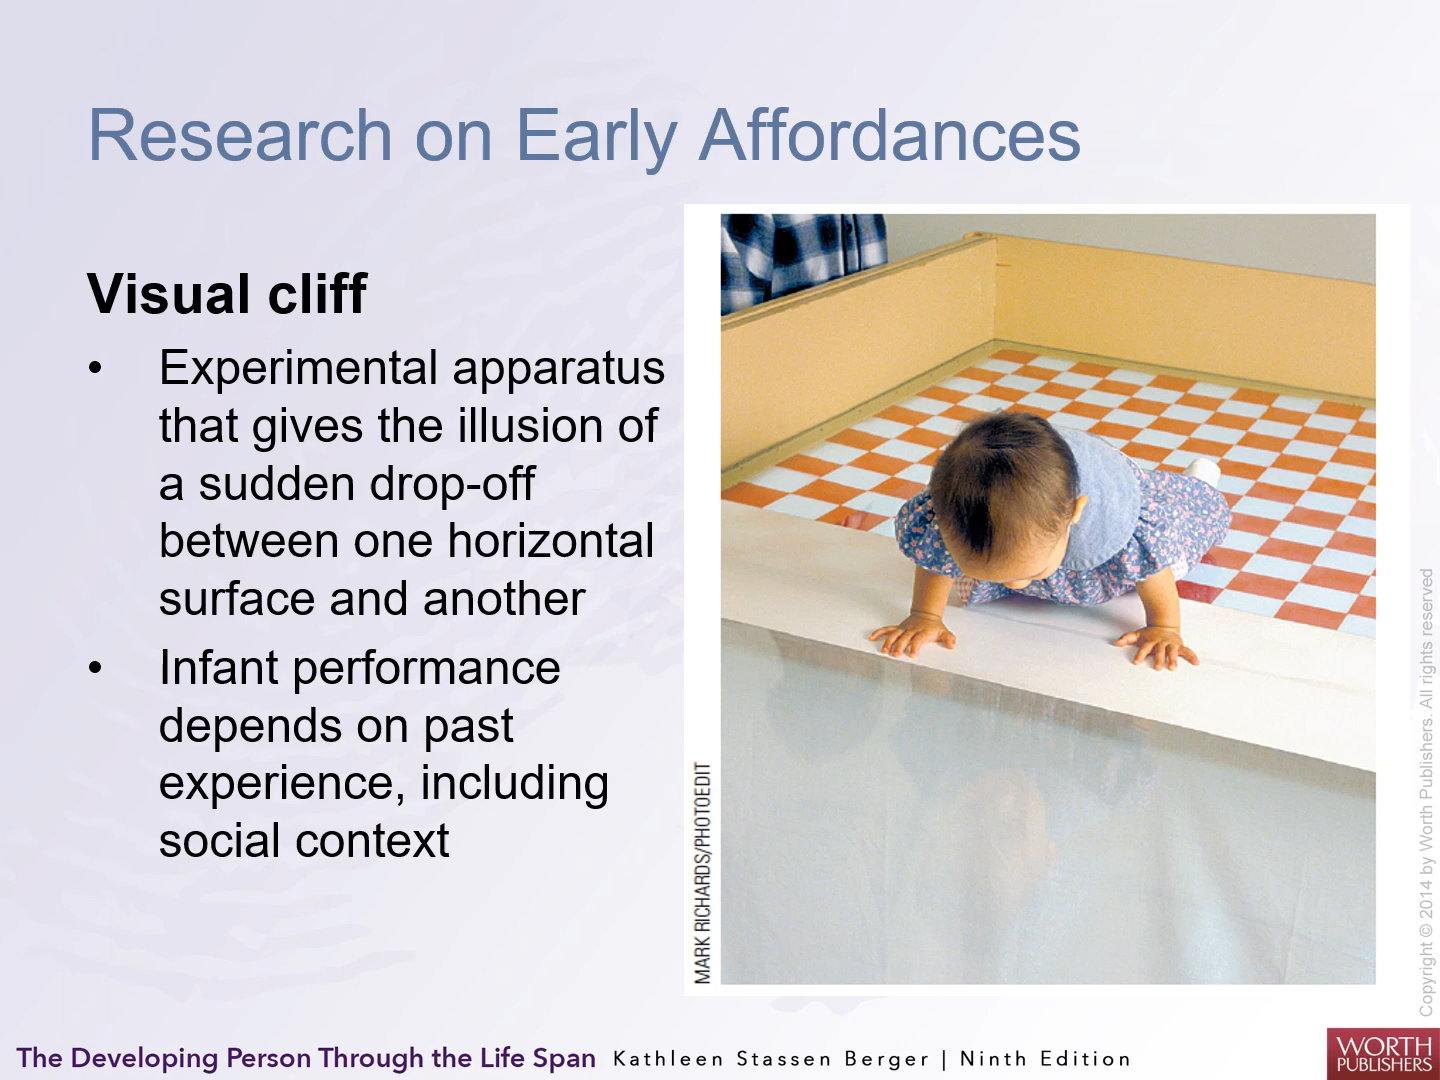 Research on Early Affordances
Visual cliff
• Experimental apparatus
that gives the illusion of
a sudden drop-off
between one horizontal
surface and another
• Infant performance
depends on past
experience, including
social context
MARK RICHARDS/PHOTOEDIT
Copyright © 2014 by Worth Publishers. All rights reserved
The Developing Person Through the Life Span Kathleen Stassen Berger | Ninth Edition
WORTH
PUBLISHERS